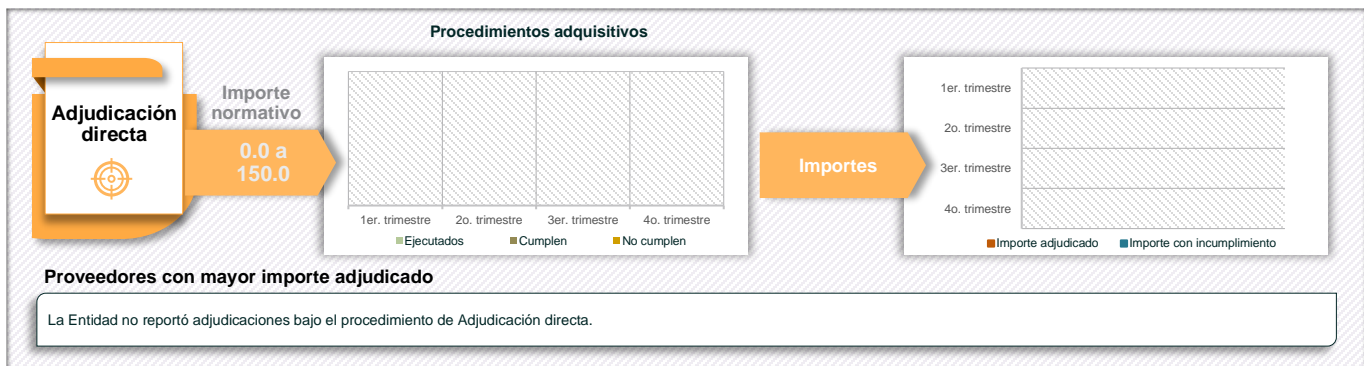 Procedimientos adquisitivos
Adjudicación
directa
Importe
normativo
0.0 a
150.0
1er. trimestre
2o. trimestre
3er. trimestre
4o. trimestre
Ejecutados
Cumplen
No cumplen
Importes
1er. trimestre
2o. trimestre
3er. trimestre
4o. trimestre
Importe adjudicado
Importe con incumplimiento
Proveedores con mayor importe adjudicado
La Entidad no reportó adjudicaciones bajo el procedimiento de Adjudicación directa.